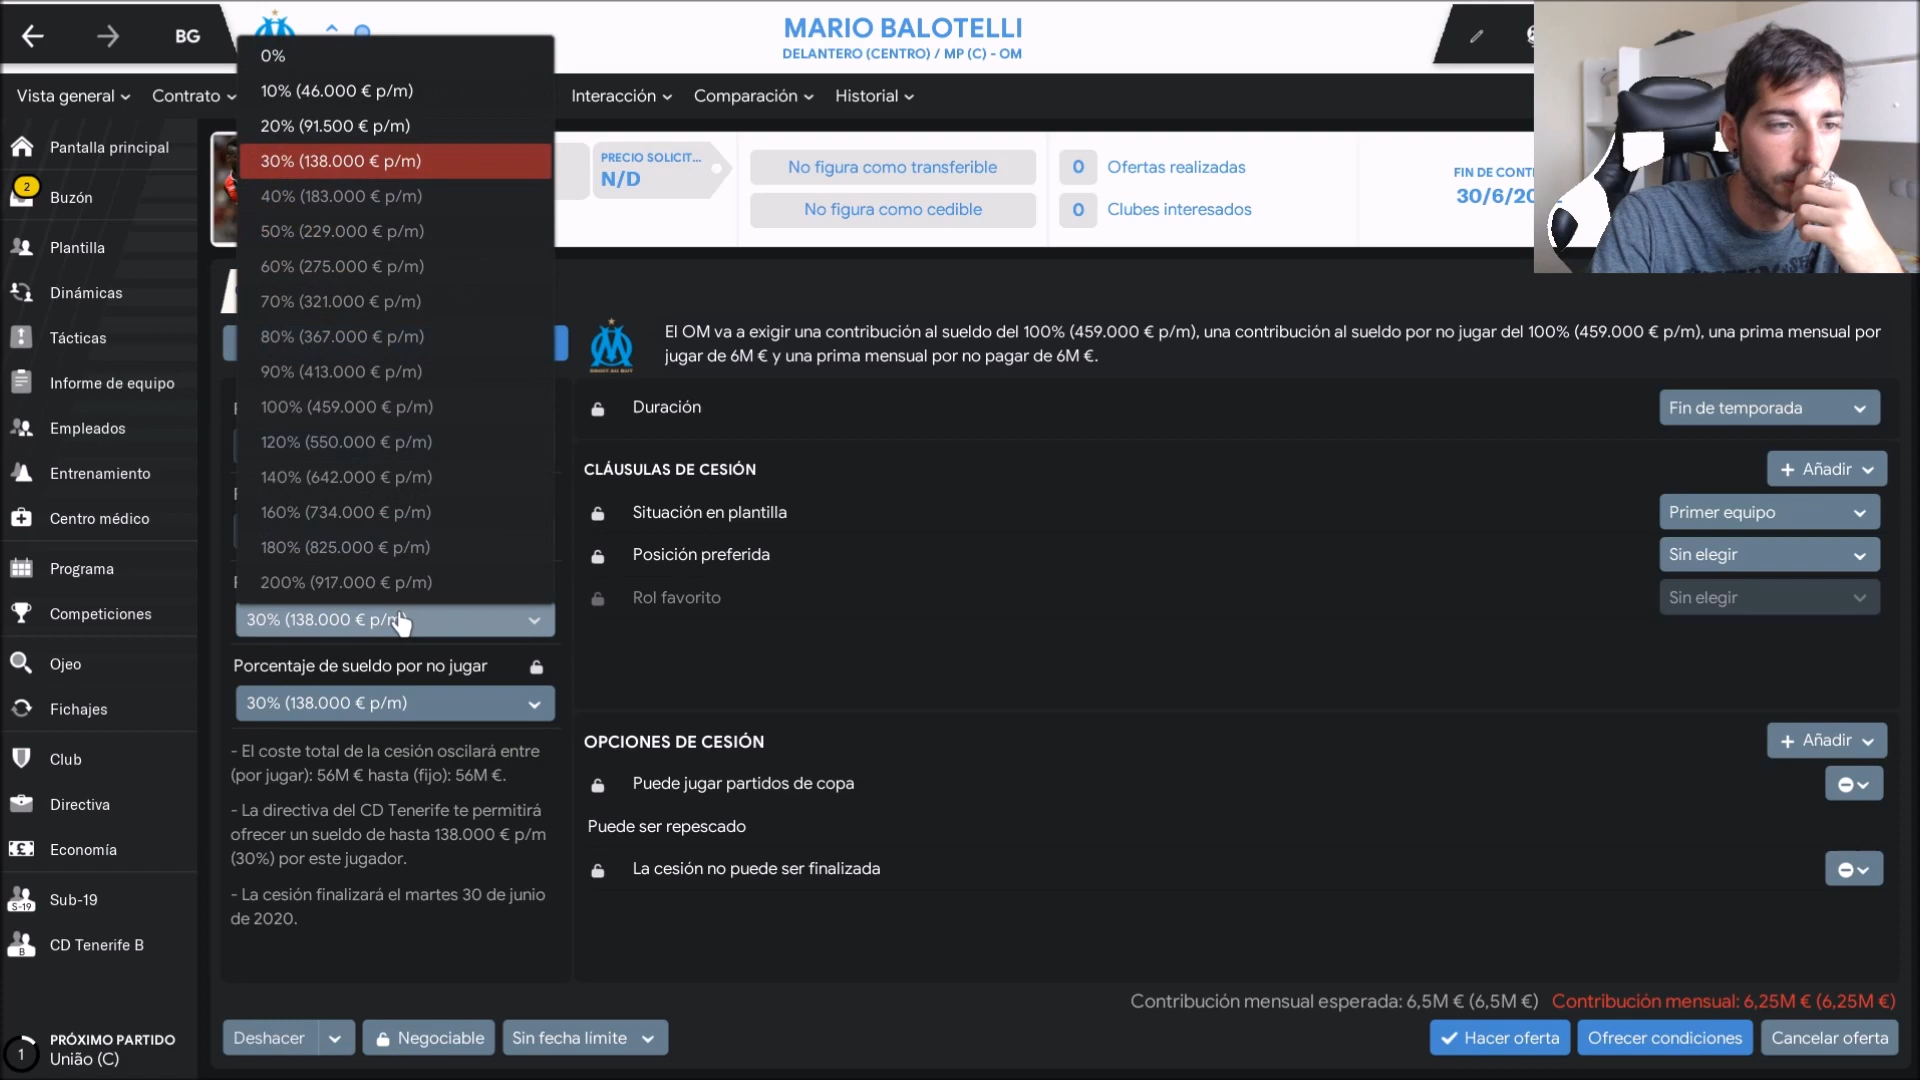 BG
MARIO BALOTELLI
DELANTERO (CENTRO) / MP (C) - OM
Vista general
Contrato
Interacción
Comparación
Historial
0%
10% (46.000 € p/m)
20% (91.500 € p/m)
30% (138.000 € p/m)
40% (183.000 € p/m)
50% (229.000 € p/m)
60% (275.000 € p/m)
70% (321.000 € p/m)
80% (367.000 € p/m)
90% (413.000 € p/m)
100% (459.000 € p/m)
120% (550.000 € p/m)
140% (642.000 € p/m)
160% (734.000 € p/m)
180% (825.000 € p/m)
200% (917.000 € p/m)
30% (138.000 € p/m)
Porcentaje de sueldo por no jugar
30% (138.000 € p/m)
- El coste total de la cesión oscilará entre
(por jugar): 56M € hasta (fijo): 56M €.
- La directiva del CD Tenerife te permitirá
ofrecer un sueldo de hasta 138.000 € p/m
(30%) por este jugador.
- La cesión finalizará el martes 30 de junio
de 2020.
Pantalla principal
2
Buzón
Plantilla
Dinámicas
Tácticas
Informe de equipo
Empleados
Entrenamiento
Centro médico
Programa
Competiciones
Ojeo
Fichajes
Club
Directiva
Economía
S-19
Sub-19
B
CD Tenerife B
1
PRÓXIMO PARTIDO
União (C)
PRECIO SOLICIT...
N/D
No figura como transferible
No figura como cedible
0 Ofertas realizadas
0 Clubes interesados
FIN DE CONT
30/6/20
El OM va a exigir una contribución al sueldo del 100% (459.000 € p/m), una contribución al sueldo por no jugar del 100% (459.000 € p/m), una prima mensual por
jugar de 6M € y una prima mensual por no pagar de 6M €.
Duración
Fin de temporada
CLÁUSULAS DE CESIÓN
+ Añadir
Situación en plantilla
Primer equipo
Posición preferida
Sin elegir
Rol favorito
Sin elegir
OPCIONES DE CESIÓN
+ Añadir
Puede jugar partidos de copa
Puede ser repescado
La cesión no puede ser finalizada
Contribución mensual esperada: 6,5M € (6,5M €) Contribución mensual: 6,25M € (6,25M €)
Deshacer
Negociable
Sin fecha límite
Hacer oferta
Ofrecer condiciones
Cancelar oferta